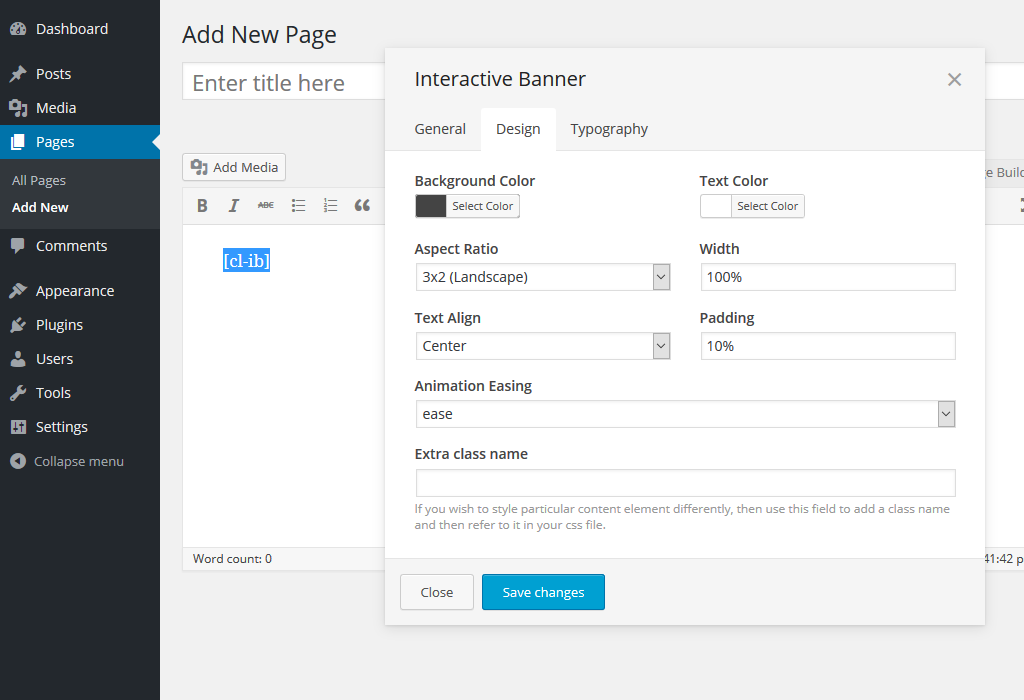 Dashboard
Posts
Media
Pages
All Pages
Add New
Comments
Appearance
Plugins
Users
Tools
Settings
Collapse menu
Add New Page
Enter title here
Add Media
B I ABC
[cl-ib]
Word count: 0
Interactive Banner
General Design Typography
Background Color Text Color
Select Color Select Color
Aspect Ratio Width
3x2 (Landscape) 100%
Text Align Padding
Center 10%
Animation Easing
ease
Extra class name
If you wish to style particular content element differently, then use this field to add a class name
and then refer to it in your css file.
Close Save changes